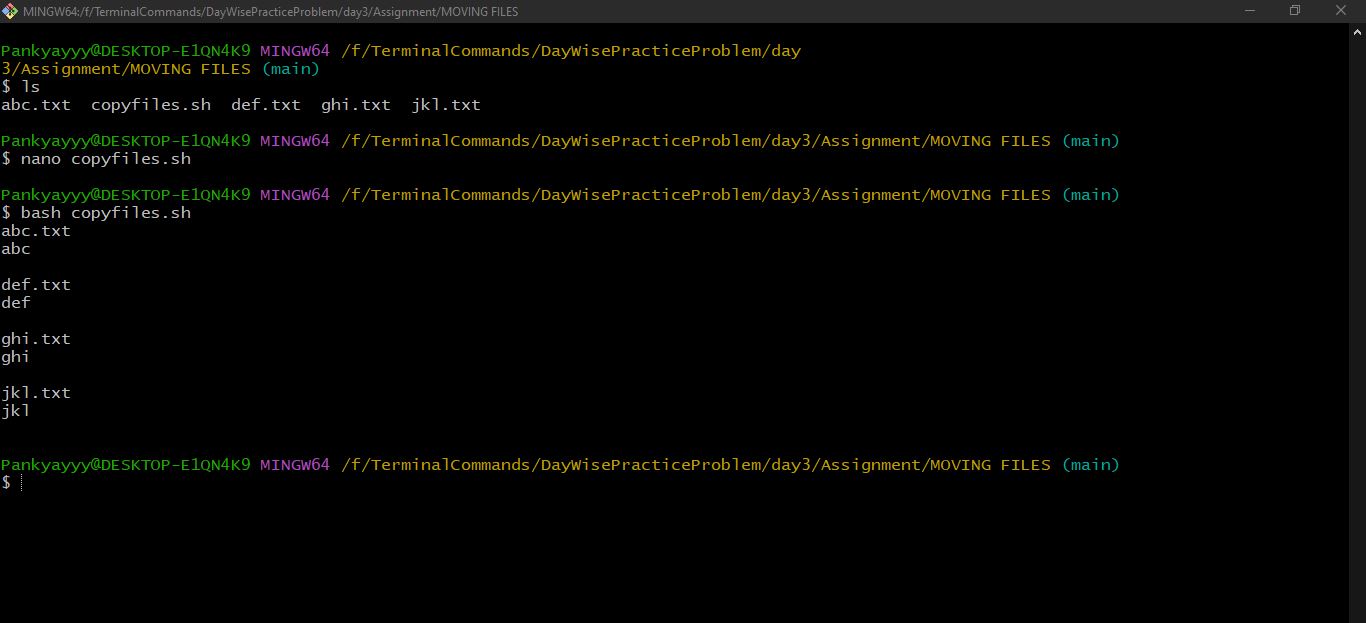 MINGW64:/f/TerminalCommands/DayWisePracticeProblem/day3/Assignment/MOVING FILES
Pankyayyy@DESKTOP-E1QN4K9 MINGW64 /f/TerminalCommands/DayWisePracticeProblem/day
3/Assignment/MOVING FILES (main)
$ ls
abc.txt  copyfiles.sh  def.txt  ghi.txt  jkl.txt
Pankyayyy@DESKTOP-E1QN4K9 MINGW64 /f/TerminalCommands/DayWisePracticeProblem/day3/Assignment/MOVING FILES (main)
$ nano copyfiles.sh
Pankyayyy@DESKTOP-E1QN4K9 MINGW64 /f/TerminalCommands/DayWisePracticeProblem/day3/Assignment/MOVING FILES (main)
$ bash copyfiles.sh
abc.txt
abc
def.txt
def
ghi.txt
ghi
jkl.txt
jkl
Pankyayyy@DESKTOP-E1QN4K9 MINGW64 /f/TerminalCommands/DayWisePracticeProblem/day3/Assignment/MOVING FILES (main)
$